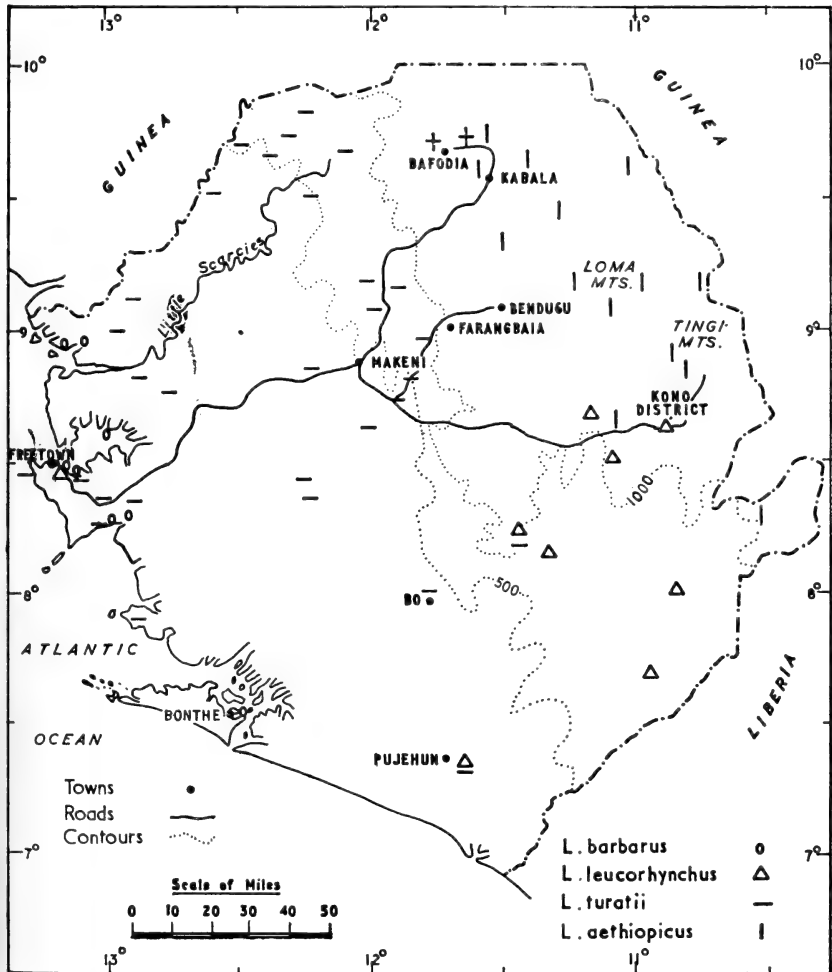 13° 12° 11°
10° 10°
GUINEA
GUINEA
BAFODIA
KABALA
Little Scarcies
LOMA
MTS.
BENDUGU
9 9°
FARANGBAIA
TINGI
MTS.
MAKENI
KONO
DISTRICT
FREETOWN
1000
8° 8°
500
BO
ATLANTIC
OCEAN
BONTHE
LIBERIA
PUJEHUN
Towns
Roads
Contours
7° 7°
L. barbarus
L. leucorhynchus
L. turatii
L. aethiopicus
Scale of Miles
0 10 20 30 40 50
13° 12° 11°